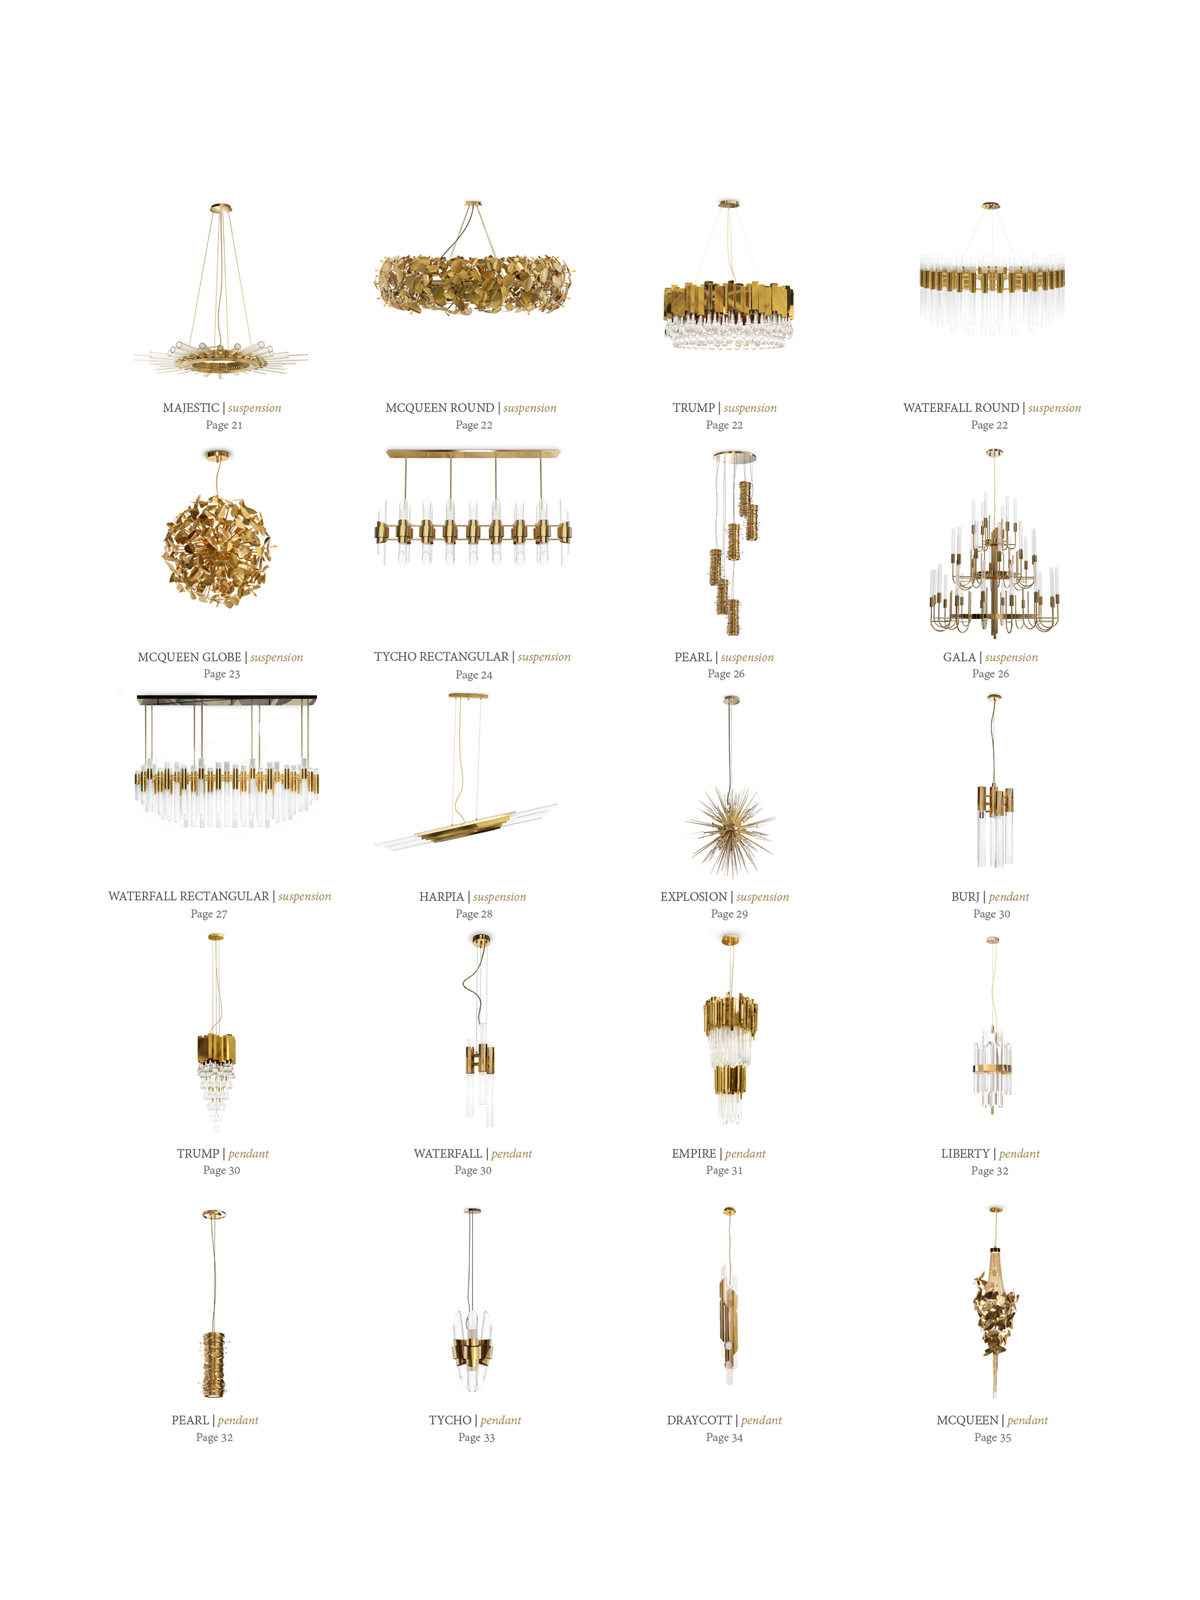 MAJESTIC | suspension
Page 21
MCQUEEN ROUND | suspension
Page 22
TRUMP | suspension
Page 22
WATERFALL ROUND | suspension
Page 22
MCQUEEN GLOBE | suspension
Page 23
TYCHO RECTANGULAR | suspension
Page 24
PEARL | suspension
Page 26
GALA | suspension
Page 26
WATERFALL RECTANGULAR | suspension
Page 27
HARPIA | suspension
Page 28
EXPLOSION | suspension
Page 29
BURJ | pendant
Page 30
TRUMP | pendant
Page 30
WATERFALL | pendant
Page 30
EMPIRE | pendant
Page 31
LIBERTY | pendant
Page 32
PEARL | pendant
Page 32
TYCHO | pendant
Page 33
DRAYCOTT | pendant
Page 34
MCQUEEN | pendant
Page 35